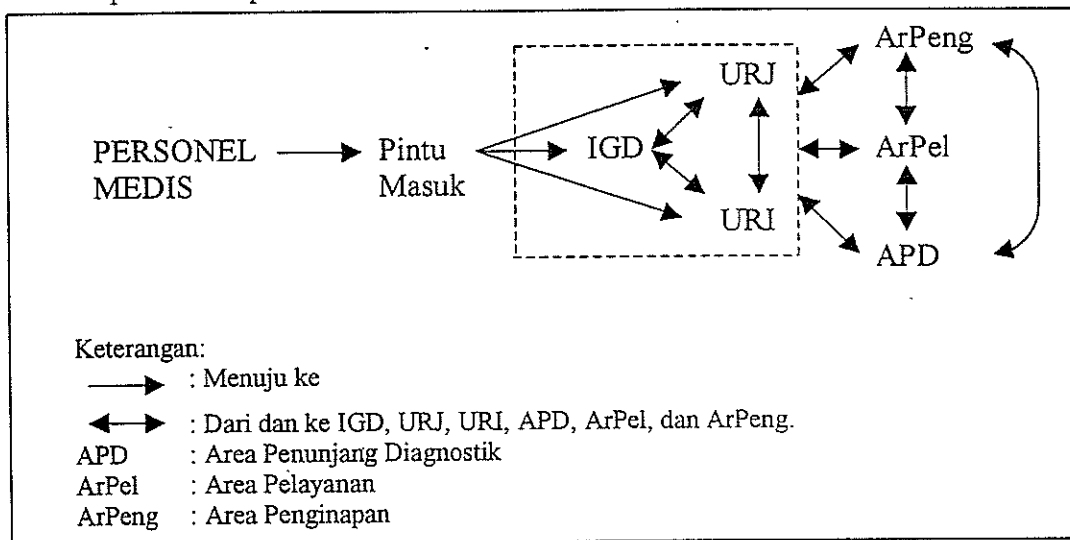 ArPeng
URJ
PERSONEL MEDIS
Pintu Masuk
IGD
ArPel
URI
APD
Keterangan:
: Menuju ke
: Dari dan ke IGD, URJ, URI, APD, ArPel, dan ArPeng.
APD : Area Penunjang Diagnostik
ArPel : Area Pelayanan
ArPeng : Area Penginapan